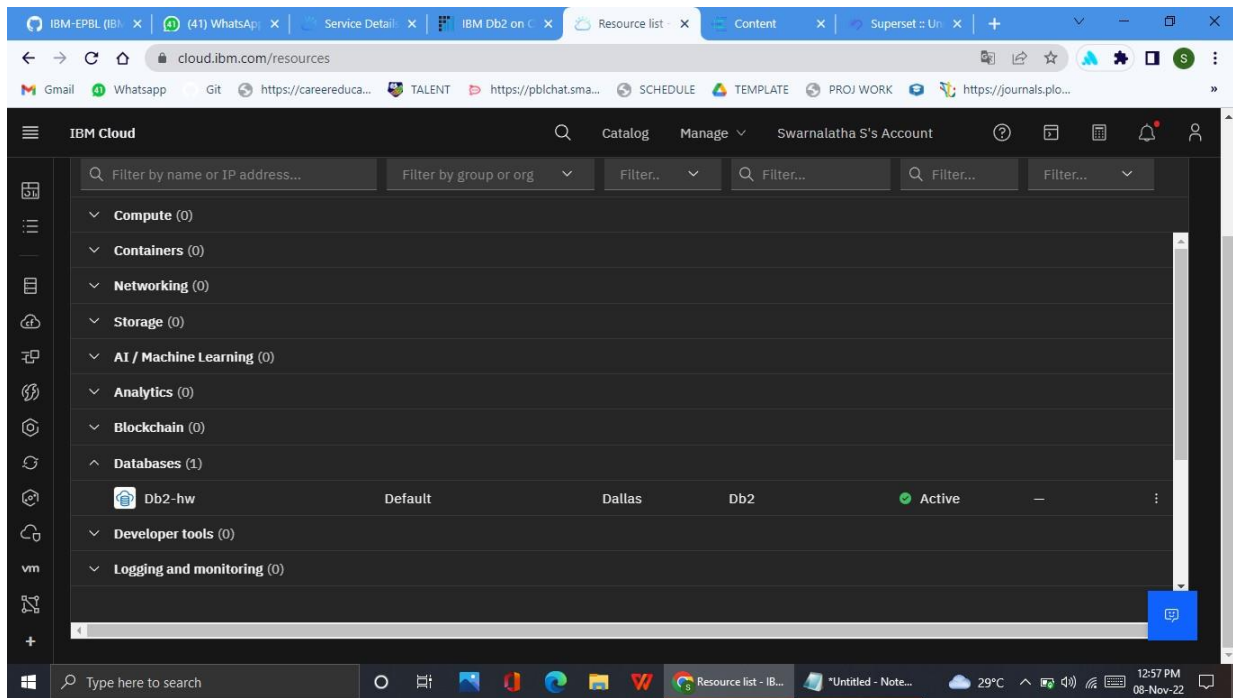 IBM-EPBL (IBM
(41) WhatsApp
Service Details
IBM Db2 on C
Resource list -
Content
Superset :: Un
cloud.ibm.com/resources
S
Gmail
Whatsapp
Git
https://careereduca...
TALENT
https://pblchat.sma...
SCHEDULE
TEMPLATE
PROJ WORK
https://journals.plo...
»
IBM Cloud
Catalog
Manage
Swarnalatha S's Account
Filter by name or IP address...
Filter by group or org
Filter..
Filter...
Filter...
Filter...
Compute (0)
Containers (0)
Networking (0)
Storage (0)
AI / Machine Learning (0)
Analytics (0)
Blockchain (0)
Databases (1)
Db2-hw Default Dallas Db2 Active —
Developer tools (0)
Logging and monitoring (0)
vm
Type here to search
Resource list - IB...
*Untitled - Note...
29°C
12:57 PM
08-Nov-22